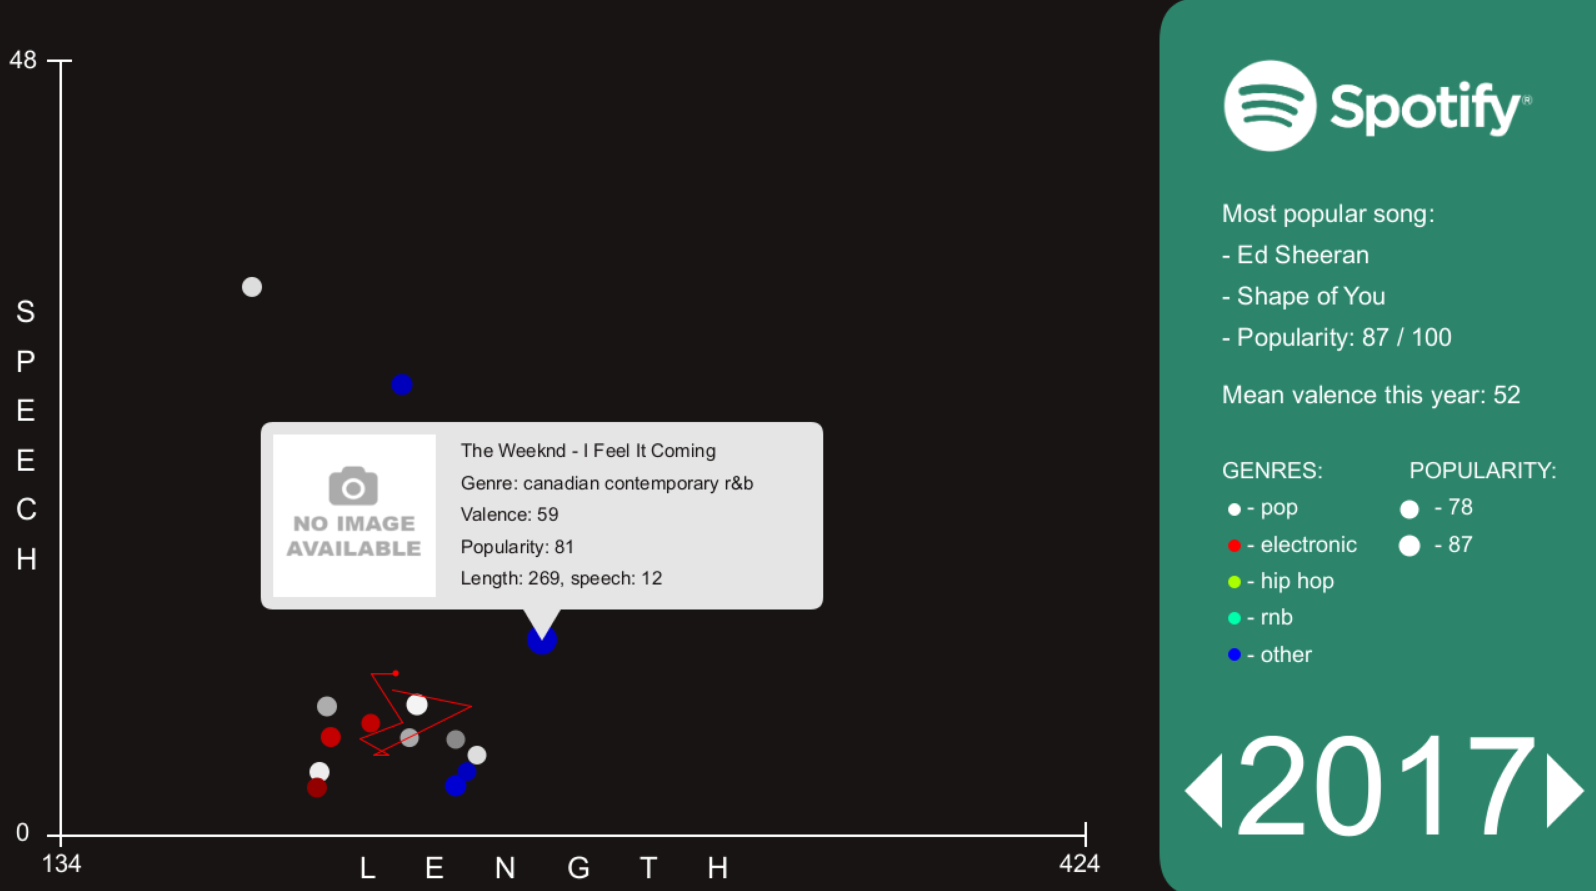 48
S
P
E
E
C
H
0
134
L E N G T H
424
The Weeknd - I Feel It Coming
Genre: canadian contemporary r&b
Valence: 59
Popularity: 81
Length: 269, speech: 12
NO IMAGE
AVAILABLE
Spotify®
Most popular song:
- Ed Sheeran
- Shape of You
- Popularity: 87 / 100
Mean valence this year: 52
GENRES:
- pop
- electronic
- hip hop
- rnb
- other
POPULARITY:
- 78
- 87
2017